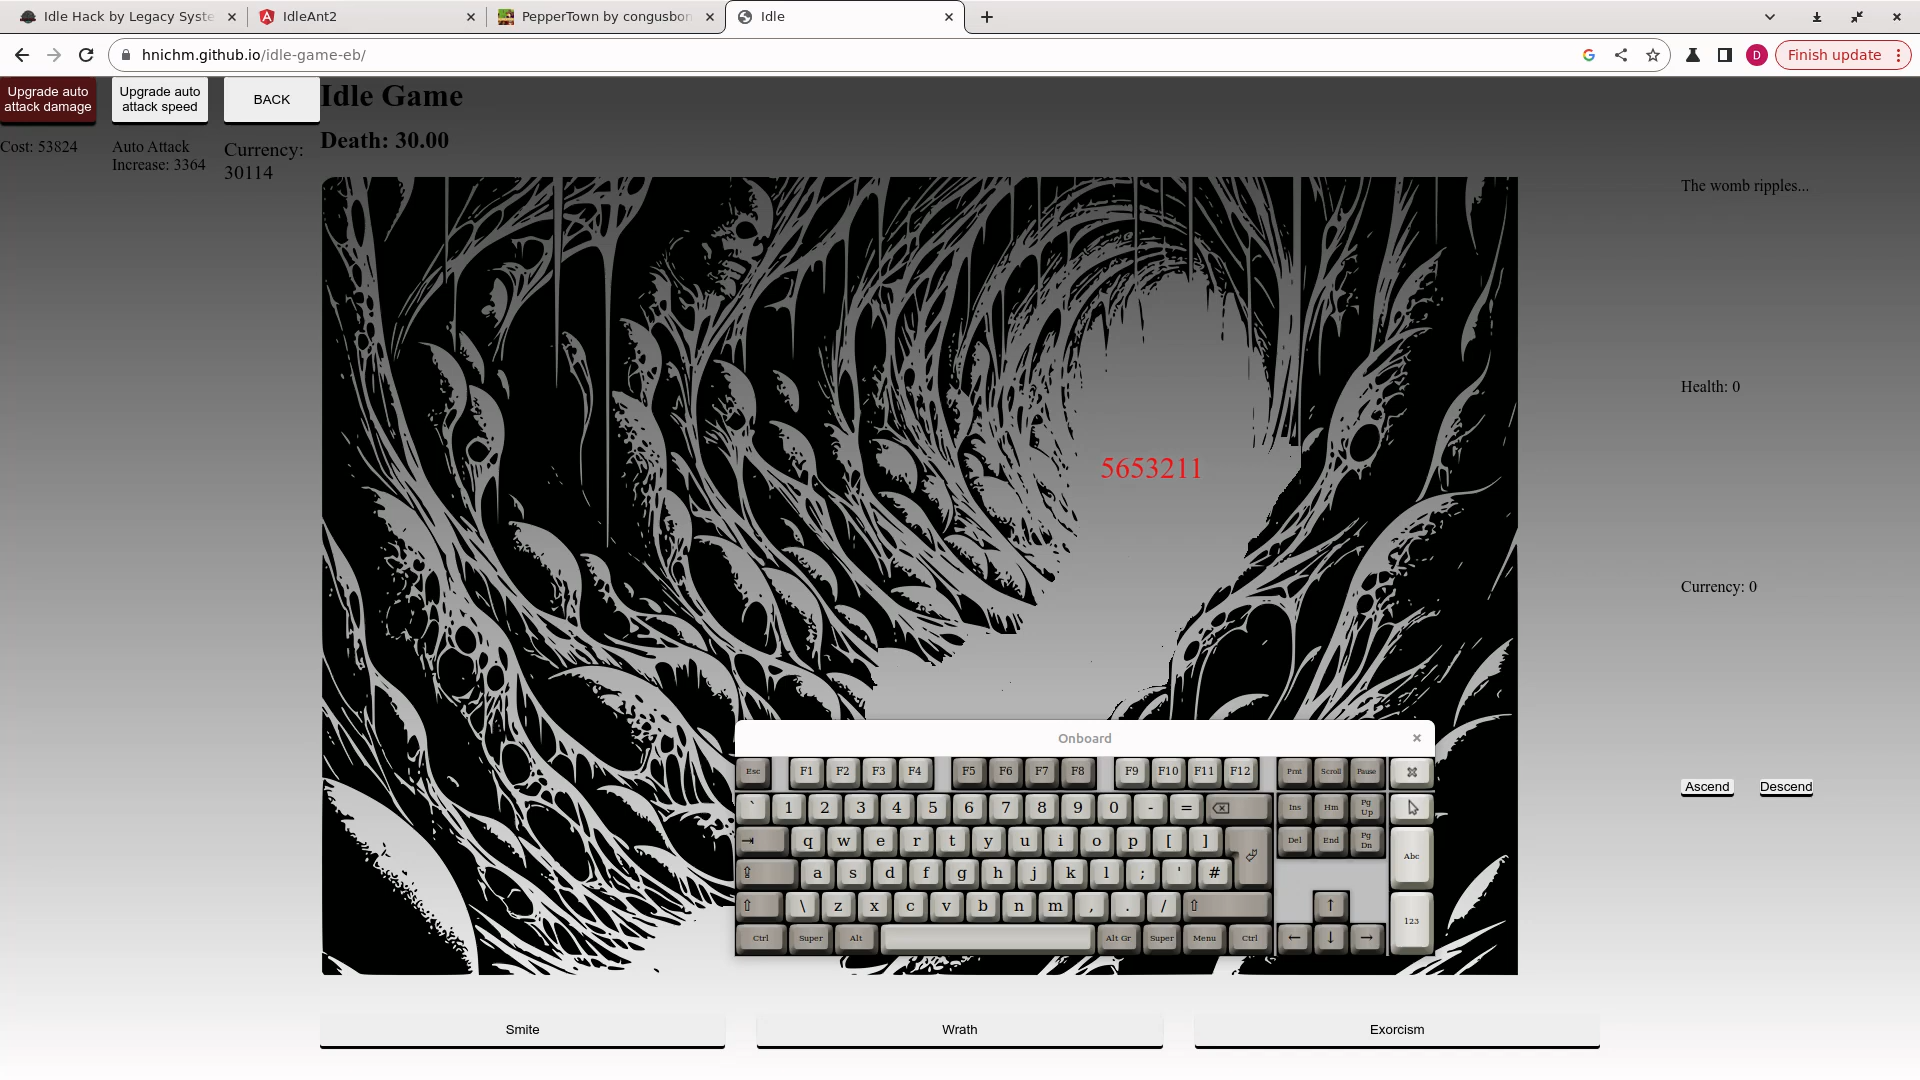 Idle Hack by Legacy Syste
IdleAnt2
PepperTown by congusbon
Idle
hnichm.github.io/idle-game-eb/
D
Finish update
Upgrade auto attack damage
Upgrade auto attack speed
BACK
Idle Game
Cost: 53824
Auto Attack
Increase: 3364
Currency:
30114
Death: 30.00
The womb ripples...
Health: 0
5653211
Currency: 0
Ascend
Descend
Onboard
Esc F1 F2 F3 F4 F5 F6 F7 F8 F9 F10 F11 F12 Prnt Scroll Pause
` 1 2 3 4 5 6 7 8 9 0 - = Ins Hm Pg Up
q w e r t y u i o p [ ] Del End Pg Dn Abc
a s d f g h j k l ; ' #
\ z x c v b n m , . / 123
Ctrl Super Alt Alt Gr Super Menu Ctrl
Smite
Wrath
Exorcism